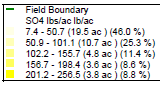 Field Boundary
SO4 lbs/ac lb/ac
7.4 - 50.7 (19.5 ac ) (46.0 %)
50.9 - 101.1 (10.7 ac ) (25.3 %)
102.2 - 155.7 (4.8 ac ) (11.4 %)
156.7 - 198.4 (3.6 ac ) (8.6 %)
201.2 - 256.5 (3.8 ac ) (8.8 %)